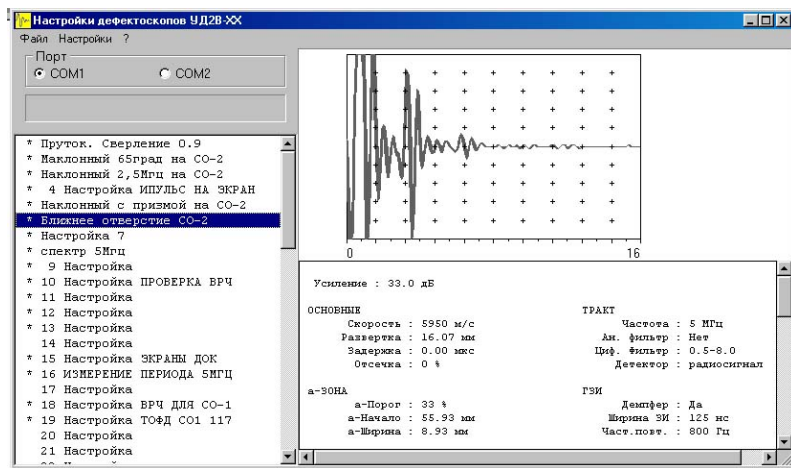 Настройки дефектоскопов УД2В-ХХ
Файл Настройки ?
Порт
COM1 COM2
* Пруток. Сверление 0.9
* Маклонный 65град на СО-2
* Наклонный 2,5Мгц на СО-2
* 4 Настройка ИПУЛЬС НА ЭКРАН
* Наклонный с призмой на СО-2
* Ближнее отверстие СО-2
* Настройка 7
* спектр 5Мгц
* 9 Настройка
* 10 Настройка ПРОВЕРКА ВРЧ
* 11 Настройка
* 12 Настройка
* 13 Настройка
14 Настройка
* 15 Настройка ЭКРАНЫ ДОК
* 16 ИЗМЕРЕНИЕ ПЕРИОДА 5МГЦ
17 Настройка
* 18 Настройка ВРЧ ДЛЯ СО-1
* 19 Настройка ТОФД СО1 117
20 Настройка
21 Настройка
0 16
Усиление : 33.0 дБ
ОСНОВНЫЕ
Скорость : 5950 м/с
Развертка : 16.07 мм
Задержка : 0.00 мкс
Отсечка : 0 %
а-ЗОНА
а-Порог : 33 %
а-Начало : 55.93 мм
а-Ширина : 8.93 мм
ТРАКТ
Частота : 5 МГц
Ан. фильтр : Нет
Циф. Фильтр : 0.5-8.0
Детектор : радиосигнал
ГЗИ
Демпфер : Да
Ширина ЗИ : 125 нс
Част.повт. : 800 Гц